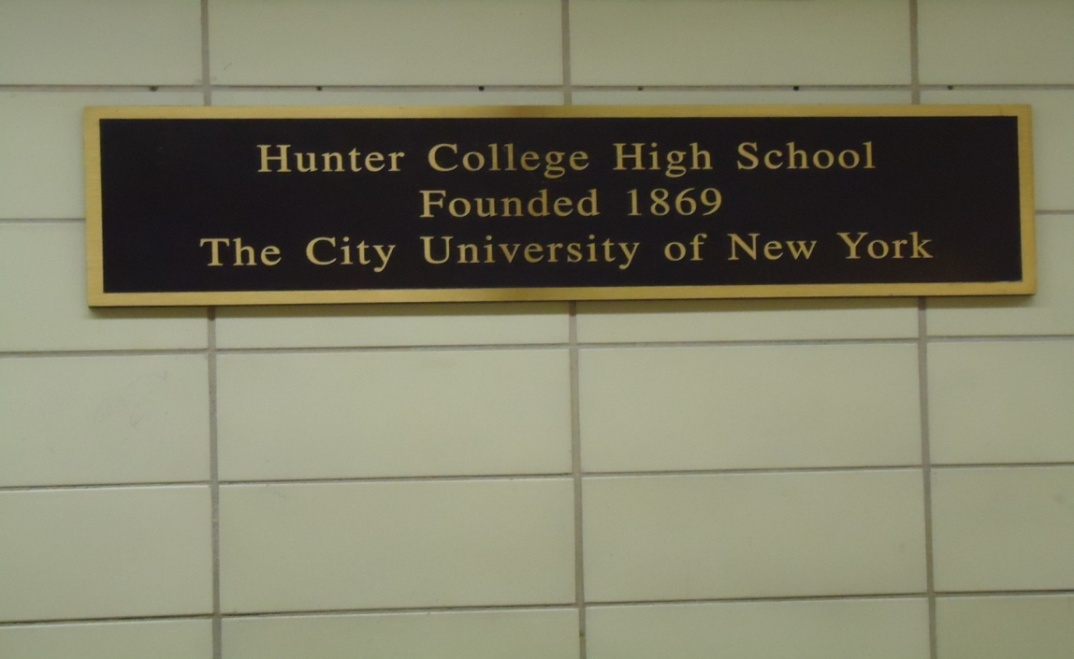 Hunter College High School
Founded 1869
The City University of New York